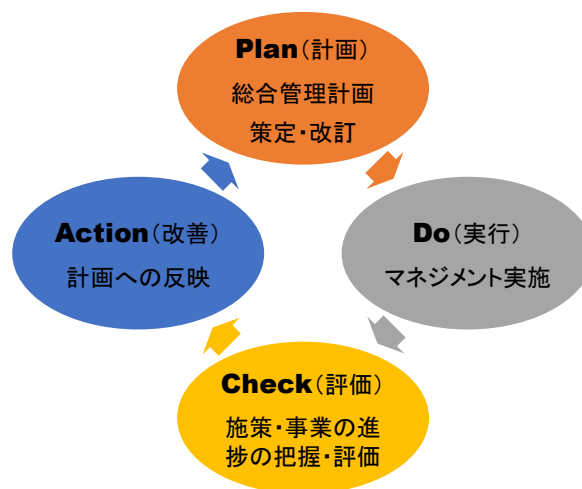 Plan(計画)
総合管理計画
策定・改訂
Action(改善)
計画への反映
Do(実行)
マネジメント実施
Check(評価)
施策・事業の進
捗の把握・評価